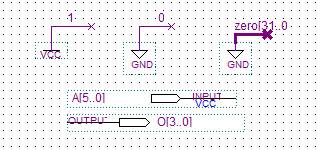 1 0 zero[31..0
VCC GND GND
A[5..0] INPUT
VCC
OUTPUT O[3..0]